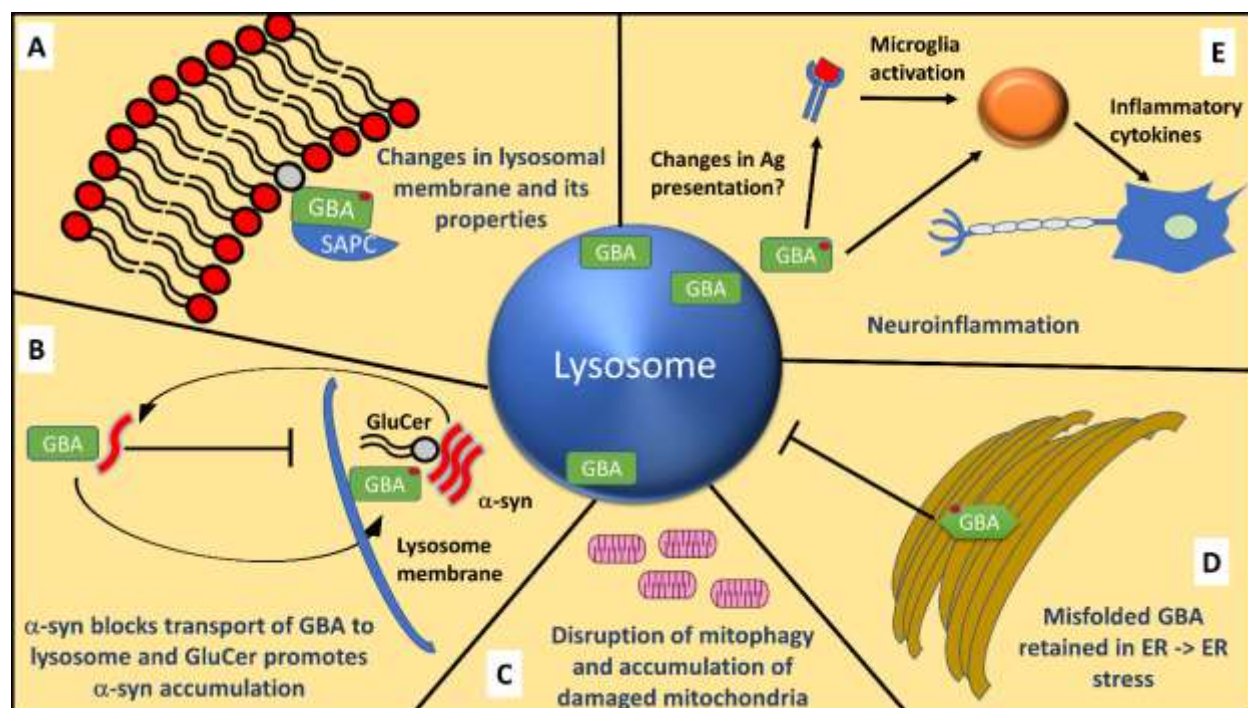 A
Changes in lysosomal
membrane and its
properties
GBA
SAPC
E
Microglia
activation
Inflammatory
cytokines
Changes in Ag
presentation?
GBA
Neuroinflammation
GBA
GBA
Lysosome
GBA
B
GBA
GluCer
GBA
α-syn
Lysosome
membrane
α-syn blocks transport of GBA to
lysosome and GluCer promotes
α-syn accumulation
C
Disruption of mitophagy
and accumulation of
damaged mitochondria
GBA
D
Misfolded GBA
retained in ER -> ER
stress